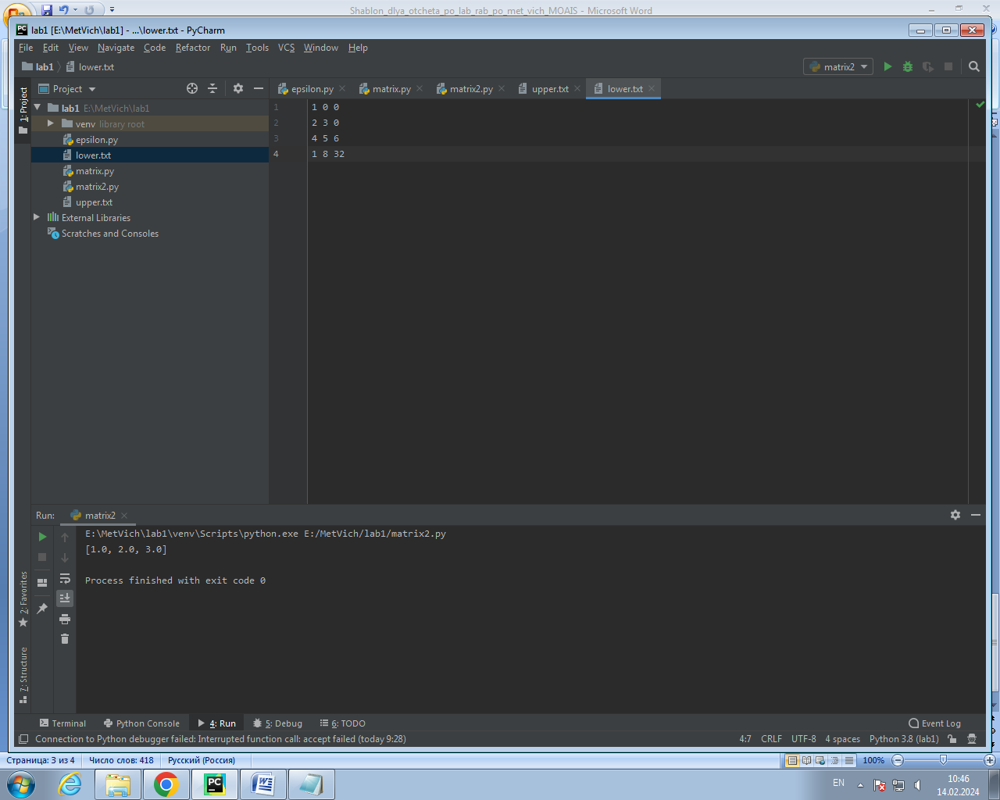 Shablon_dlya_otcheta_po_lab_rab_po_met_vich_MOAIS - Microsoft Word
lab1 [E:\MetVich\lab1] - ...\lower.txt - PyCharm
File Edit View Navigate Code Refactor Run Tools VCS Window Help
lab1 lower.txt matrix2
Project
epsilon.py matrix.py matrix2.py upper.txt lower.txt
1: Project
lab1 E:\MetVich\lab1
venv library root
epsilon.py
lower.txt
matrix.py
matrix2.py
upper.txt
External Libraries
Scratches and Consoles
1 1 0 0
2 2 3 0
3 4 5 6
4 1 8 32
Run: matrix2
E:\MetVich\lab1\venv\Scripts\python.exe E:/MetVich/lab1/matrix2.py
[1.0, 2.0, 3.0]
Process finished with exit code 0
2: Favorites
7: Structure
Terminal Python Console 4: Run 5: Debug 6: TODO Event Log
Connection to Python debugger failed: Interrupted function call: accept failed (today 9:28) 4:7 CRLF UTF-8 4 spaces Python 3.8 (lab1)
Страница: 3 из 4 Число слов: 418 Русский (Россия) 100%
EN 10:46
14.02.2024